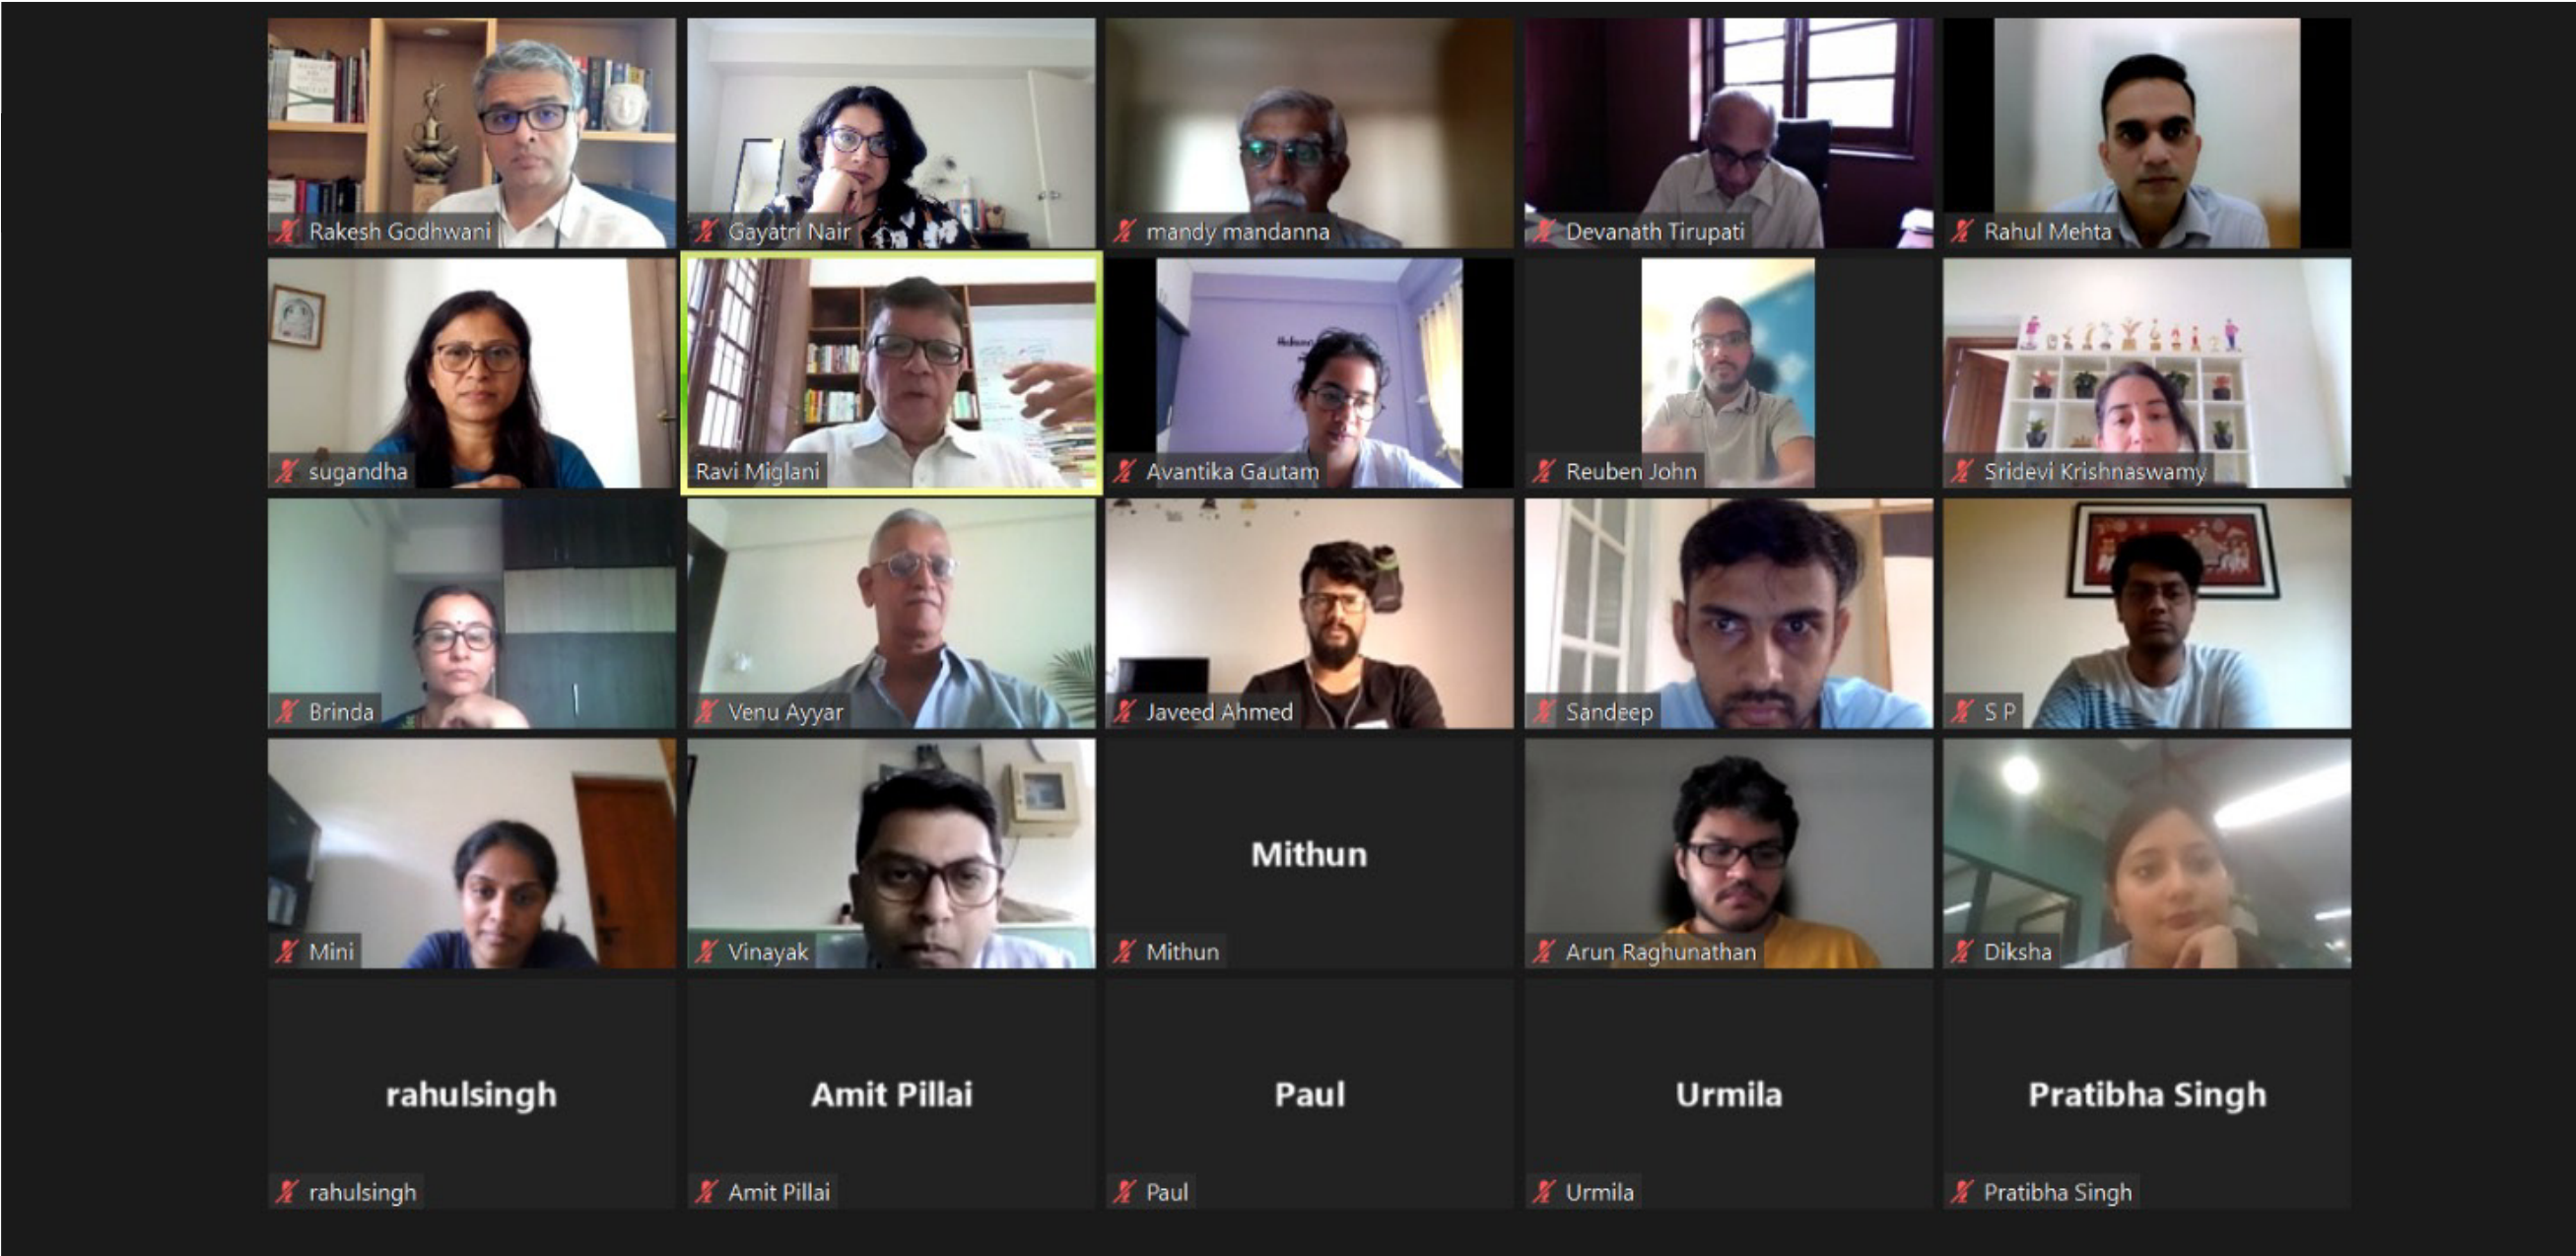 Rakesh Godhwani
Gayatri Nair
mandy mandanna
Devanath Tirupati
Rahul Mehta
sugandha
Ravi Miglani
Avantika Gautam
Reuben John
Sridevi Krishnaswamy
Brinda
Venu Ayyar
Javeed Ahmed
Sandeep
S P
Mini
Vinayak
Mithun
Mithun
Arun Raghunathan
Diksha
rahulsingh
Amit Pillai
Paul
Urmila
Pratibha Singh
rahulsingh
Amit Pillai
Paul
Urmila
Pratibha Singh